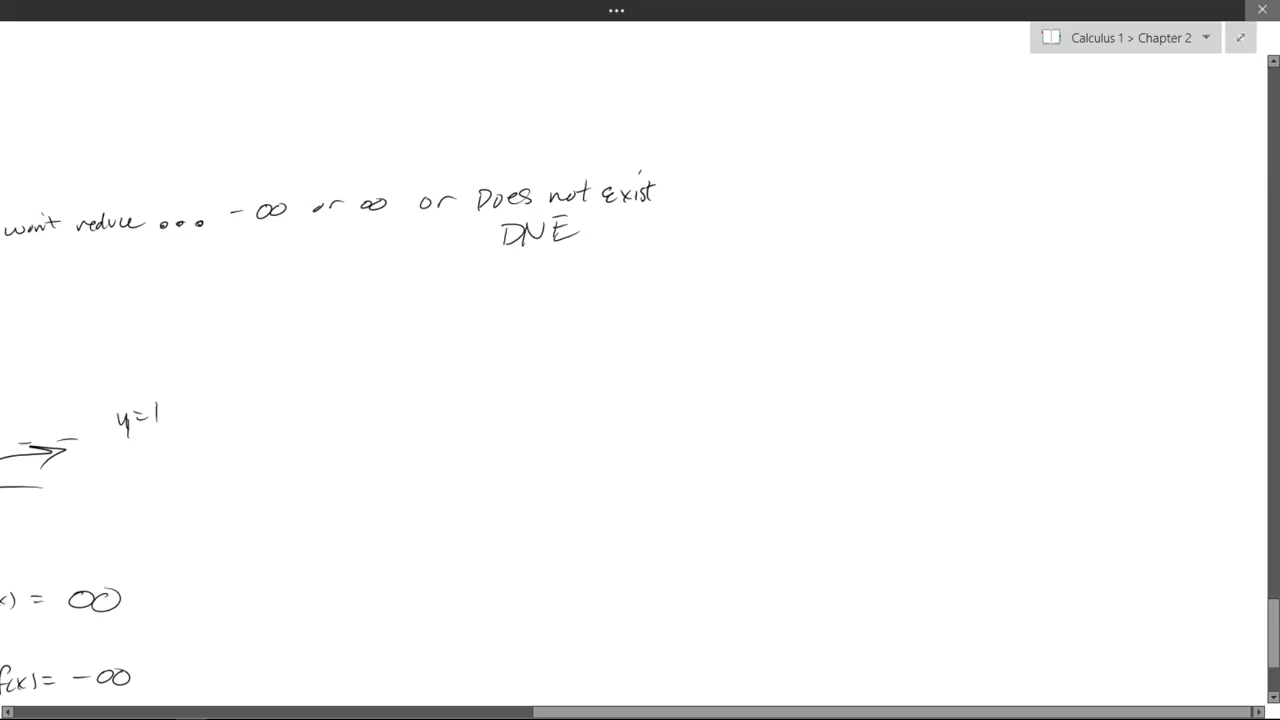 Calculus 1 > Chapter 2
won't reduce ... -∞ or ∞ or Does not exist
DNE
y=1
x) = ∞
f(x) = -∞